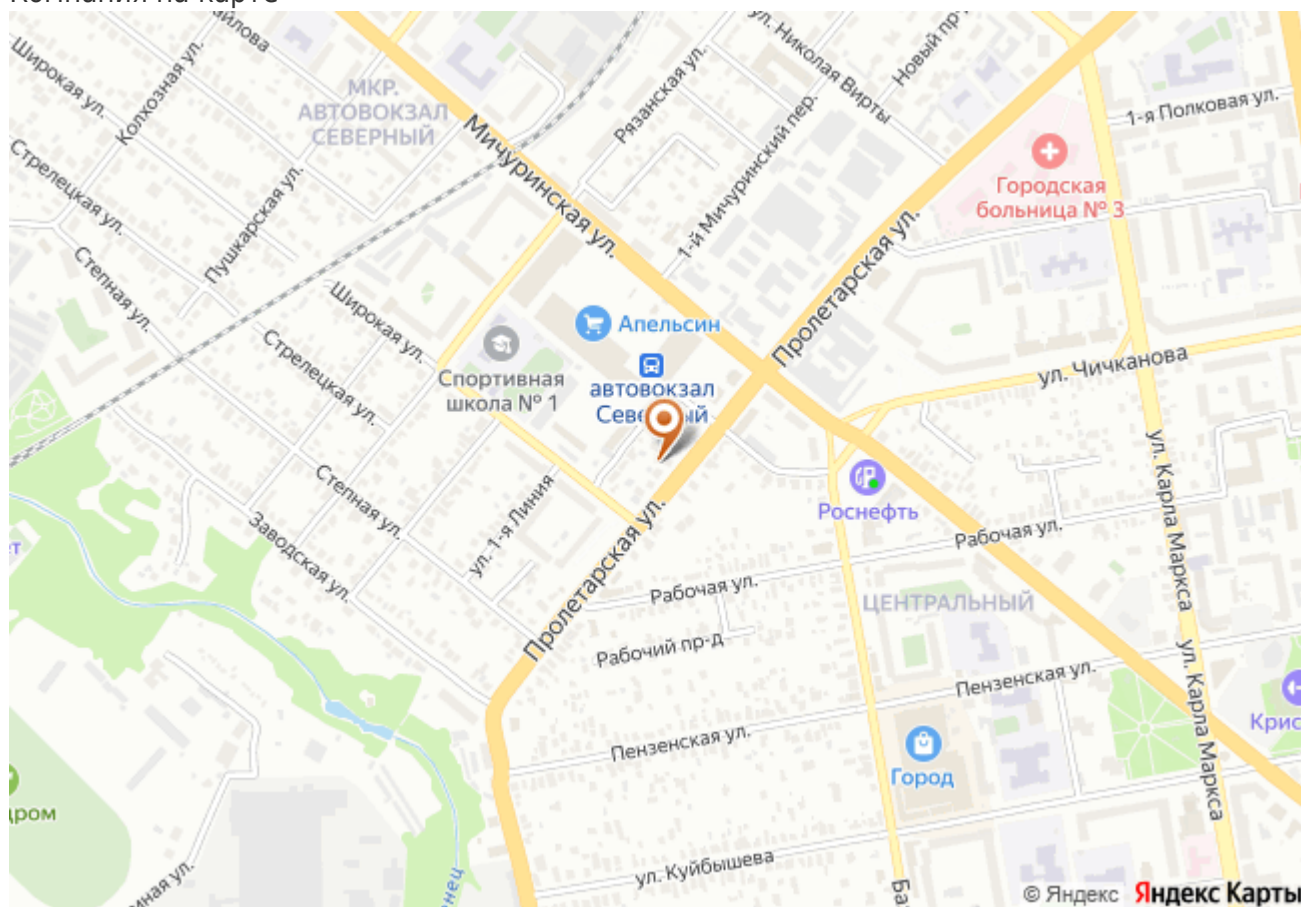 Компания на карте
Широкая ул.
Колхозная ул.
МКР.
АВТОВОКЗАЛ
СЕВЕРНЫЙ
Мичуринская ул.
Рязанская ул.
ул. Николая Вирты
Новый пр-
1-я Полковая ул.
Городская
больница № 3
Стрелецкая ул.
Пушкарская ул.
1-й Мичуринский пер.
Пролетарская ул.
Степная ул.
Широкая ул.
Апельсин
ул. Чичканова
Стрелецкая ул.
Спортивная
школа № 1
автовокзал
Севе ый
ул. Карла Маркса
Степная ул.
ул. 1-я Линия
Роснефть
Заводская ул.
Пролетарская ул.
Рабочая ул.
Рабочая ул.
ЦЕНТРАЛЬНЫЙ
Рабочий пр-д
Пензенская ул.
ул. Карла Маркса
Крис
Пензенская ул.
Город
дром
ул. Куйбышева
Ба
© Яндекс Яндекс Карты